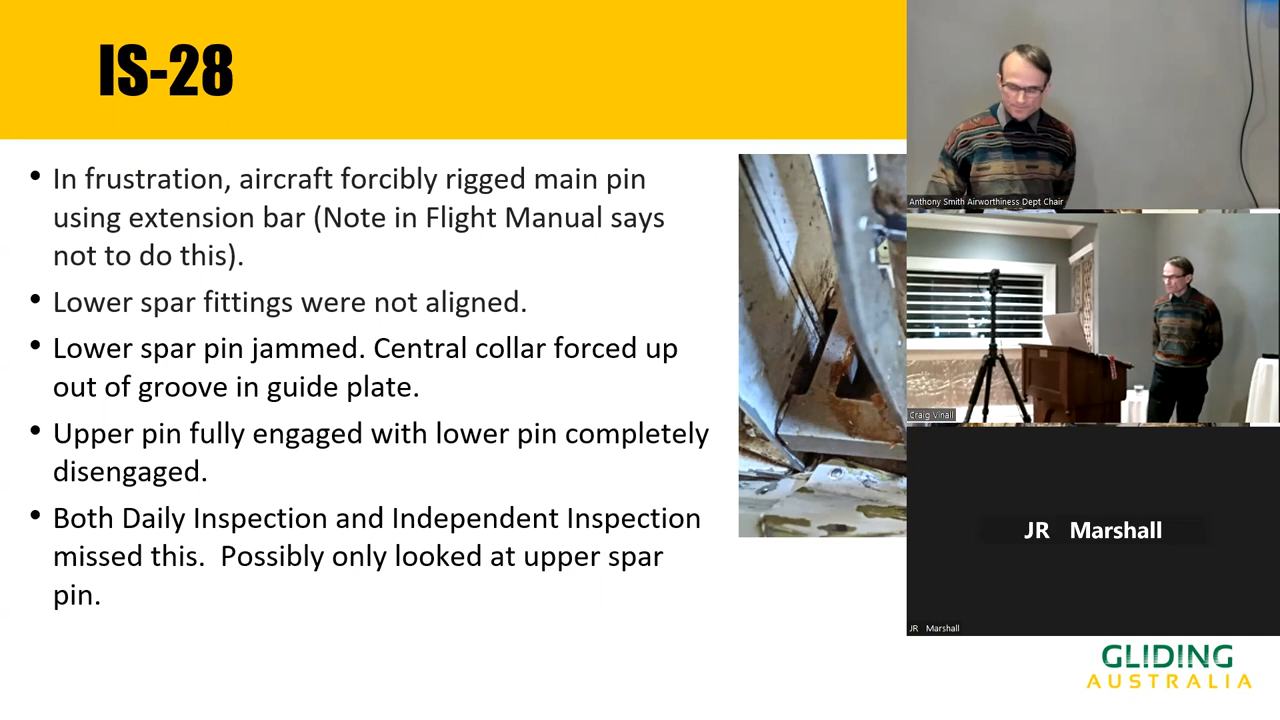 IS-28
• In frustration, aircraft forcibly rigged main pin
using extension bar (Note in Flight Manual says
not to do this).
• Lower spar fittings were not aligned.
• Lower spar pin jammed. Central collar forced up
out of groove in guide plate.
• Upper pin fully engaged with lower pin completely
disengaged.
• Both Daily Inspection and Independent Inspection
missed this.  Possibly only looked at upper spar
pin.
Anthony Smith Airworthiness Dept Chair
Craig Vinall
JR Marshall
JR Marshall
GLIDING
AUSTRALIA